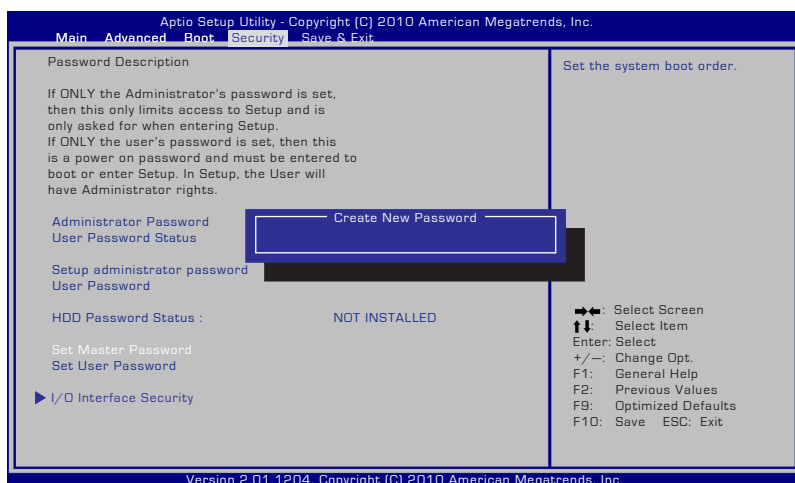 Aptio Setup Utility - Copyright (C) 2010 American Megatrends, Inc.
Main Advanced Boot Security Save & Exit
Password Description
If ONLY the Administrator's password is set,
then this only limits access to Setup and is
only asked for when entering Setup.
If ONLY the user's password is set, then this
is a power on password and must be entered to
boot or enter Setup. In Setup, the User will
have Administrator rights.
Administrator Password
User Password Status
Create New Password
Setup administrator password
User Password
HDD Password Status : NOT INSTALLED
Set Master Password
Set User Password
I/O Interface Security
Set the system boot order.
→←: Select Screen
↑↓: Select Item
Enter: Select
+/—: Change Opt.
F1: General Help
F2: Previous Values
F9: Optimized Defaults
F10: Save ESC: Exit
Version 2.01.1204. Copyright (C) 2010 American Megatrends, Inc.